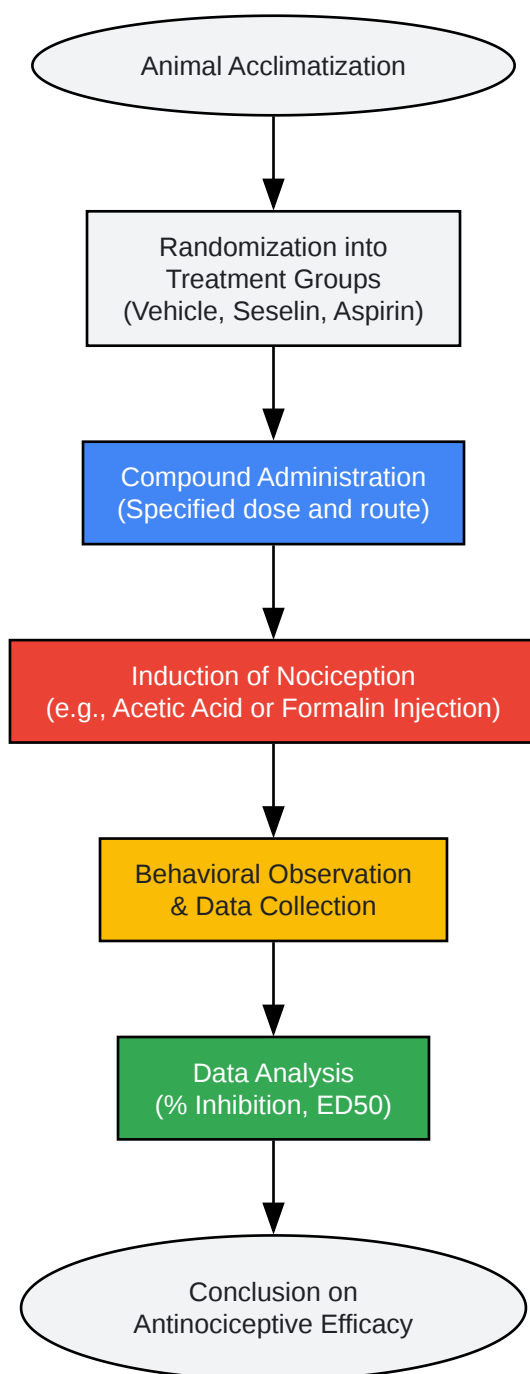 Animal Acclimatization
Randomization into
Treatment Groups
(Vehicle, Seselin, Aspirin)
Compound Administration
(Specified dose and route)
Induction of Nociception
(e.g., Acetic Acid or Formalin Injection)
Behavioral Observation
& Data Collection
Data Analysis
(% Inhibition, ED50)
Conclusion on
Antinociceptive Efficacy